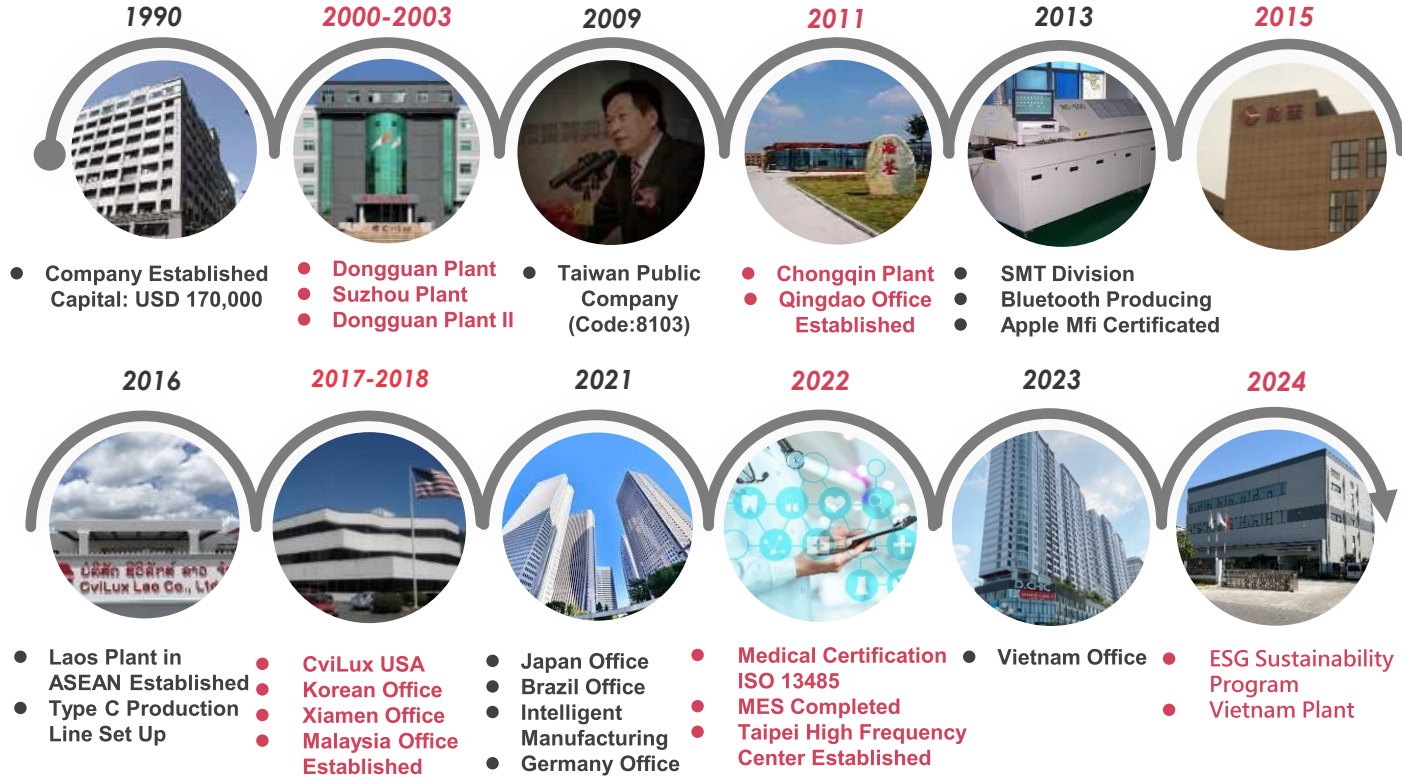 1990
2000-2003
2009
2011
2013
2015
Company Established
Capital: USD 170,000
Dongguan Plant
Suzhou Plant
Dongguan Plant II
Taiwan Public
Company
(Code:8103)
Chongqin Plant
Qingdao Office
Established
SMT Division
Bluetooth Producing
Apple Mfi Certificated
2016
2017-2018
2021
2022
2023
2024
CviLux Lao Co., Ltd
D.CHIC
Laos Plant in
ASEAN Established
Type C Production
Line Set Up
CviLux USA
Korean Office
Xiamen Office
Malaysia Office
Established
Japan Office
Brazil Office
Intelligent
Manufacturing
Germany Office
Medical Certification
ISO 13485
MES Completed
Taipei High Frequency
Center Established
Vietnam Office
ESG Sustainability
Program
Vietnam Plant